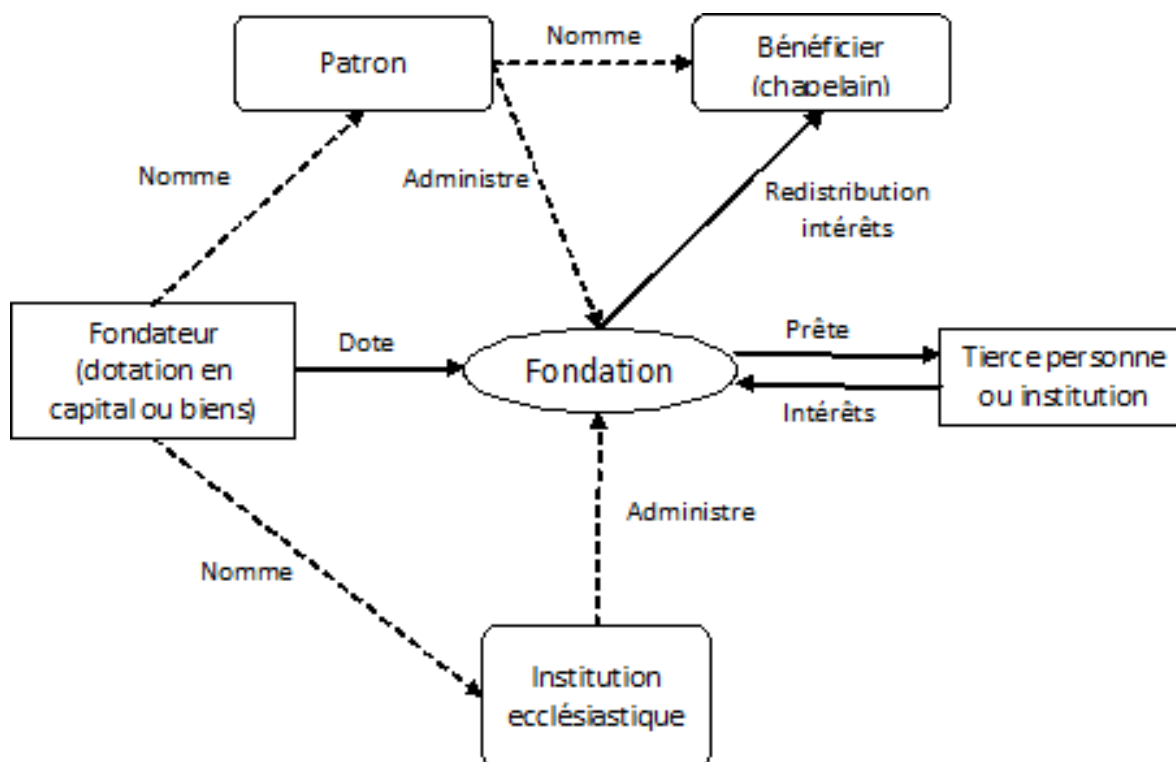 Nomme
Patron
Bénéficier
(chapelain)
Nomme
Administre
Redistribution
intérêts
Fondateur
(dotation en
capital ou biens)
Dote
Fondation
Prête
Intérêts
Tierce personne
ou institution
Administre
Nomme
Institution
ecclésiastique